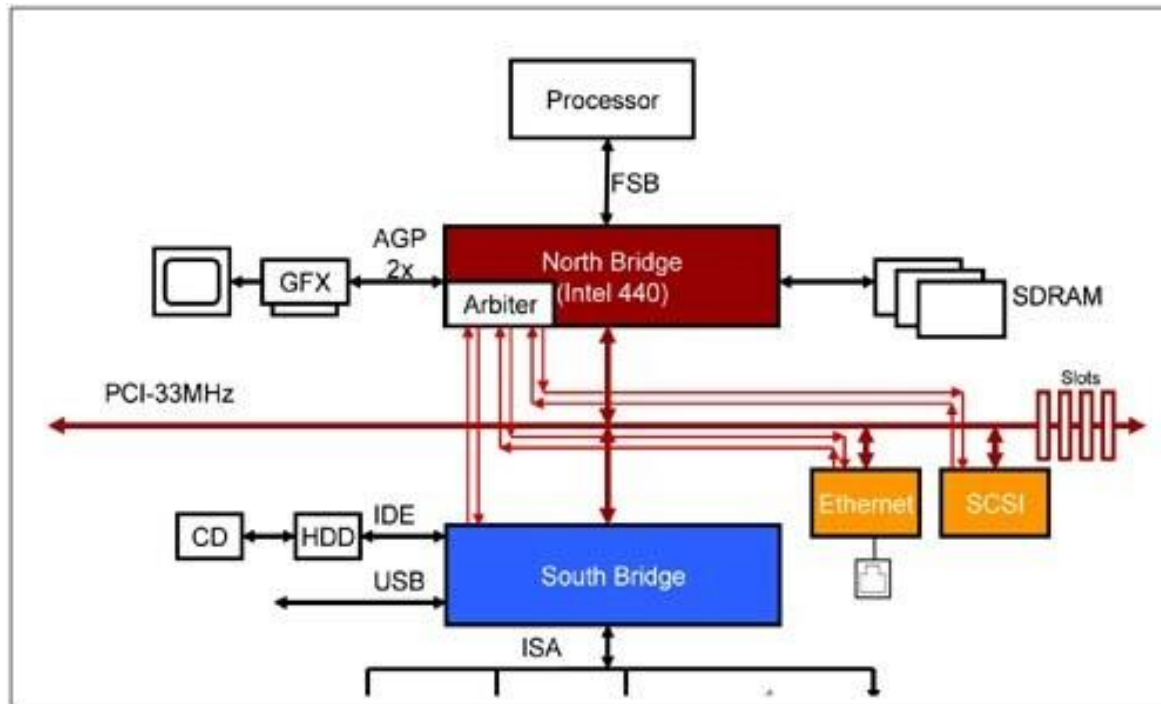 Processor
FSB
AGP
2x
North Bridge
(Intel 440)
GFX
Arbiter
SDRAM
PCI-33MHz
Slots
Ethernet
SCSI
CD
HDD
IDE
USB
South Bridge
ISA